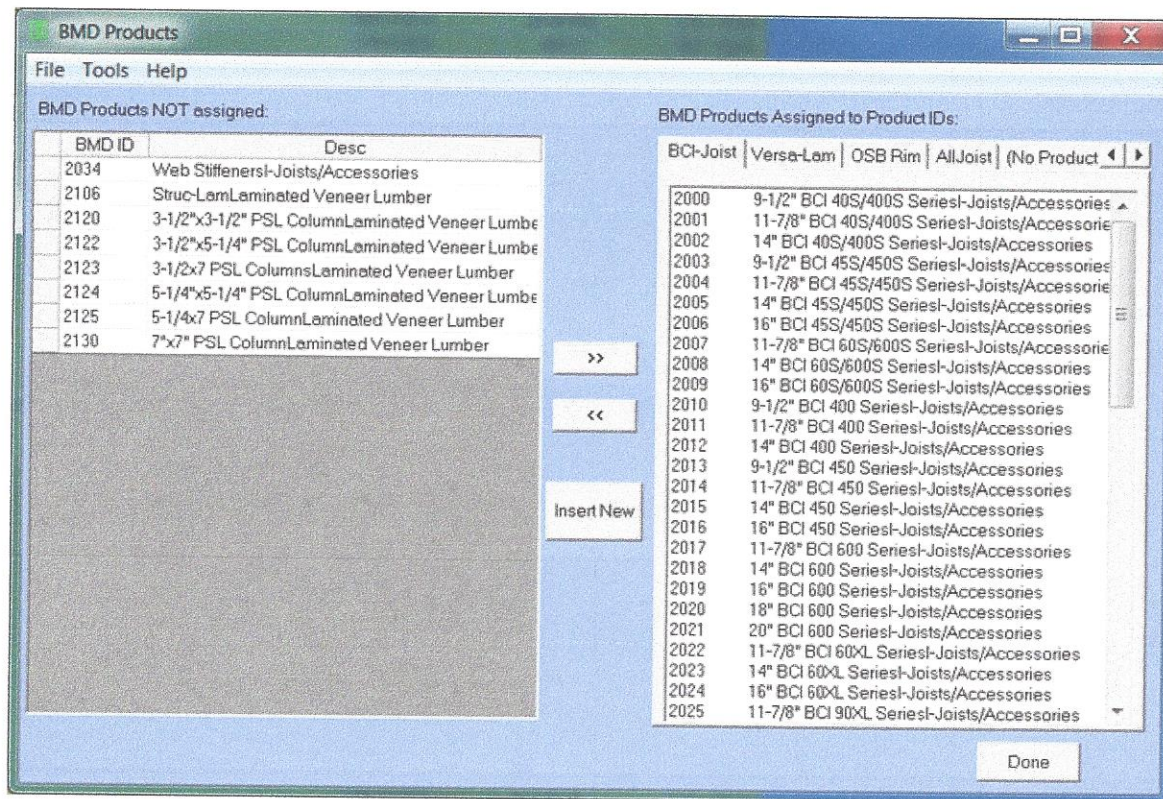 BMD Products
File Tools Help
BMD Products NOT assigned:
BMD ID Desc
2034 Web StiffenersI-Joists/Accessories
2106 Struc-LamLaminated Veneer Lumber
2120 3-1/2"x3-1/2" PSL ColumnLaminated Veneer Lumbe
2122 3-1/2"x5-1/4" PSL ColumnLaminated Veneer Lumbe
2123 3-1/2x7 PSL ColumnsLaminated Veneer Lumber
2124 5-1/4"x5-1/4" PSL ColumnLaminated Veneer Lumbe
2125 5-1/4x7 PSL ColumnLaminated Veneer Lumber
2130 7"x7" PSL ColumnLaminated Veneer Lumber
>>
<<
Insert New
BMD Products Assigned to Product IDs:
BCI-Joist Versa-Lam OSB Rim AllJoist (No Product
2000 9-1/2" BCI 40S/400S SeriesI-Joists/Accessories
2001 11-7/8" BCI 40S/400S SeriesI-Joists/Accessorie
2002 14" BCI 40S/400S SeriesI-Joists/Accessories
2003 9-1/2" BCI 45S/450S SeriesI-Joists/Accessories
2004 11-7/8" BCI 45S/450S SeriesI-Joists/Accessorie
2005 14" BCI 45S/450S SeriesI-Joists/Accessories
2006 16" BCI 45S/450S SeriesI-Joists/Accessories
2007 11-7/8" BCI 60S/600S SeriesI-Joists/Accessorie
2008 14" BCI 60S/600S SeriesI-Joists/Accessories
2009 16" BCI 60S/600S SeriesI-Joists/Accessories
2010 9-1/2" BCI 400 SeriesI-Joists/Accessories
2011 11-7/8" BCI 400 SeriesI-Joists/Accessories
2012 14" BCI 400 SeriesI-Joists/Accessories
2013 9-1/2" BCI 450 SeriesI-Joists/Accessories
2014 11-7/8" BCI 450 SeriesI-Joists/Accessories
2015 14" BCI 450 SeriesI-Joists/Accessories
2016 16" BCI 450 SeriesI-Joists/Accessories
2017 11-7/8" BCI 600 SeriesI-Joists/Accessories
2018 14" BCI 600 SeriesI-Joists/Accessories
2019 16" BCI 600 SeriesI-Joists/Accessories
2020 18" BCI 600 SeriesI-Joists/Accessories
2021 20" BCI 600 SeriesI-Joists/Accessories
2022 11-7/8" BCI 60XL SeriesI-Joists/Accessories
2023 14" BCI 60XL SeriesI-Joists/Accessories
2024 16" BCI 60XL SeriesI-Joists/Accessories
2025 11-7/8" BCI 90XL SeriesI-Joists/Accessories
Done